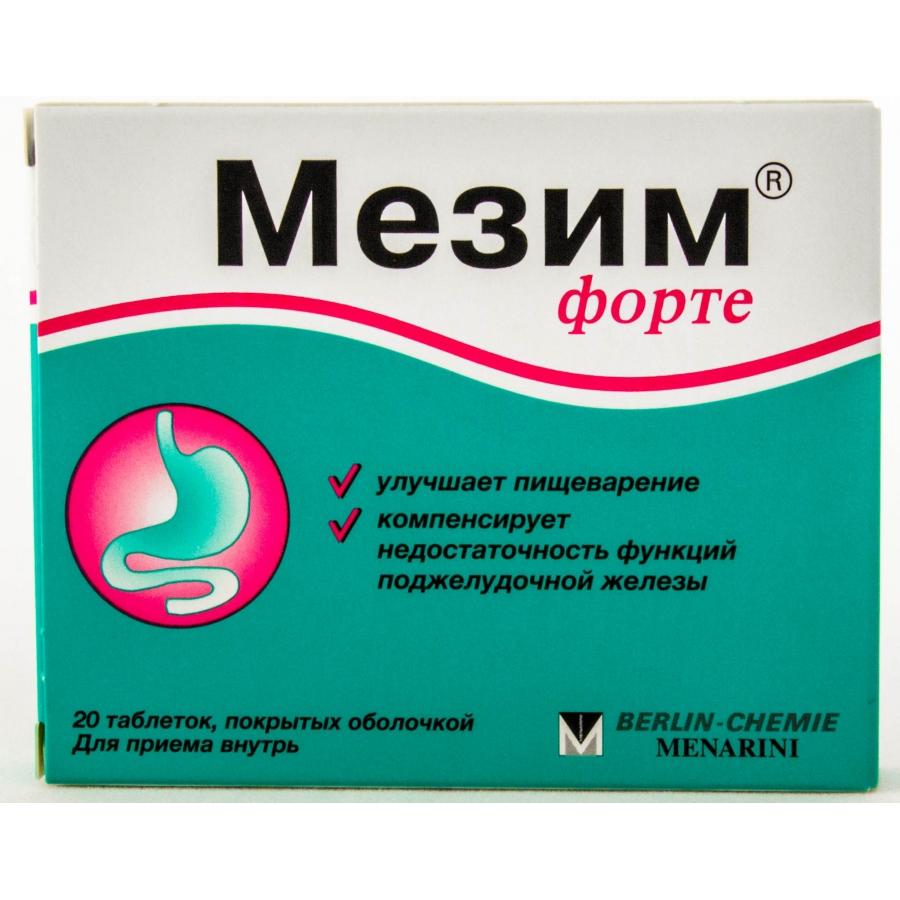 Мезим®
форте
улучшает пищеварение
компенсирует
недостаточность функций
поджелудочной железы
20 таблеток, покрытых оболочкой
Для приема внутрь
BERLIN-CHEMIE
MENARINI